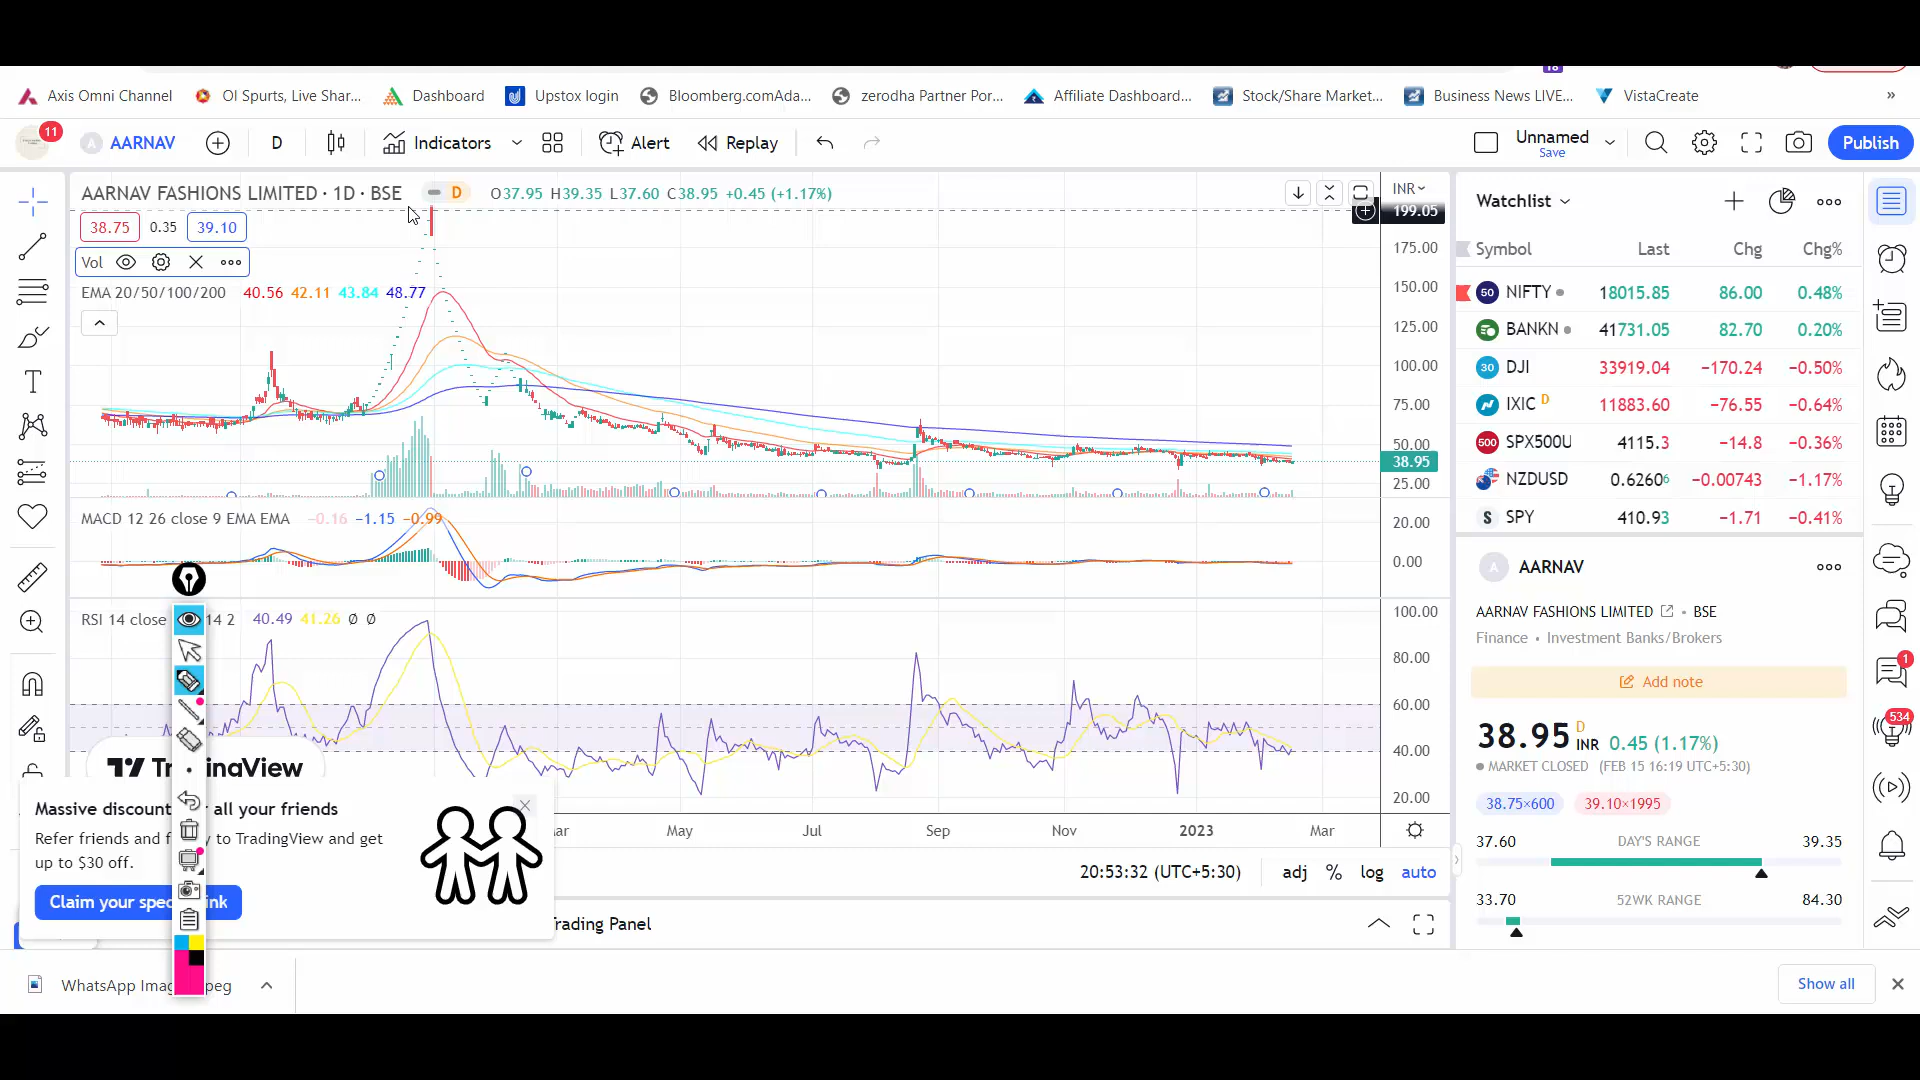 Axis Omni Channel OI Spurts, Live Shar... Dashboard Upstox login Bloomberg.comAda... zerodha Partner Por... Affiliate Dashboard... Stock/Share Market... Business News LIVE... VistaCreate »
11 A AARNAV D Indicators Alert Replay Unnamed Publish
Save
AARNAV FASHIONS LIMITED · 1D · BSE D O37.95 H39.35 L37.60 C38.95 +0.45 (+1.17%) INR
199.05
38.75 0.35 39.10
Vol
EMA 20/50/100/200 40.56 42.11 43.84 48.77
175.00
150.00
125.00
100.00
75.00
50.00
38.95
25.00
MACD 12 26 close 9 EMA EMA −0.16 −1.15 −0.99
20.00
0.00
RSI 14 close 14 2 40.49 41.26 Ø Ø
100.00
80.00
60.00
40.00
20.00
May Jul Sep Nov 2023 Mar
20:53:32 (UTC+5:30) adj % log auto
Massive discount all your friends
Refer friends and to TradingView and get
up to $30 off.
Claim your
Trading Panel
Watchlist
Symbol Last Chg Chg%
50 NIFTY 18015.85 86.00 0.48%
BANKN 41731.05 82.70 0.20%
30 DJI 33919.04 −170.24 −0.50%
IXIC D 11883.60 −76.55 −0.64%
500 SPX500U 4115.3 −14.8 −0.36%
NZDUSD 0.62606 −0.00743 −1.17%
S SPY 410.93 −1.71 −0.41%
A AARNAV
AARNAV FASHIONS LIMITED · BSE
Finance • Investment Banks/Brokers
Add note
38.95 D INR 0.45 (1.17%)
MARKET CLOSED (FEB 15 16:19 UTC+5:30)
38.75×600 39.10×1995
37.60 DAY'S RANGE 39.35
33.70 52WK RANGE 84.30
1
534
WhatsApp Imag peg Show all